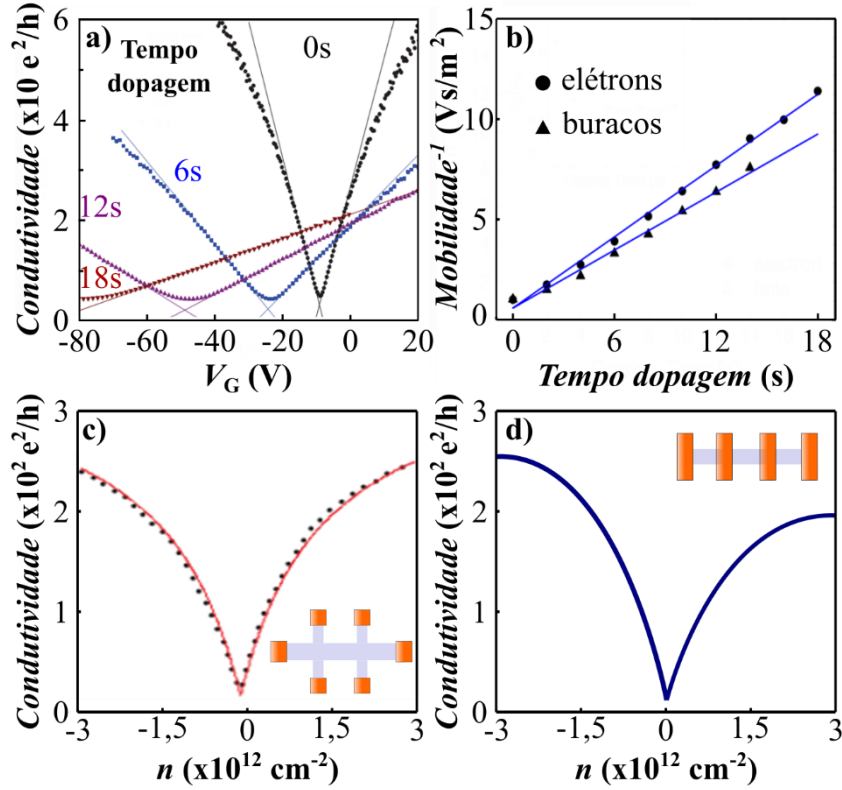 a)
Tempo
dopagem
0s
6s
12s
18s
Condutividade (x10 e²/h)
6
4
2
0
-80 -60 -40 -20 0 20
V_G (V)
b)
elétrons
buracos
Mobilidade⁻¹ (Vs/m²)
15
10
5
0
0 6 12 18
Tempo dopagem (s)
c)
Condutividade (x10² e²/h)
3
2
1
0
-3 -1,5 0 1,5 3
n (x10¹² cm⁻²)
d)
Condutividade (x10² e²/h)
3
2
1
0
-3 -1,5 0 1,5 3
n (x10¹² cm⁻²)